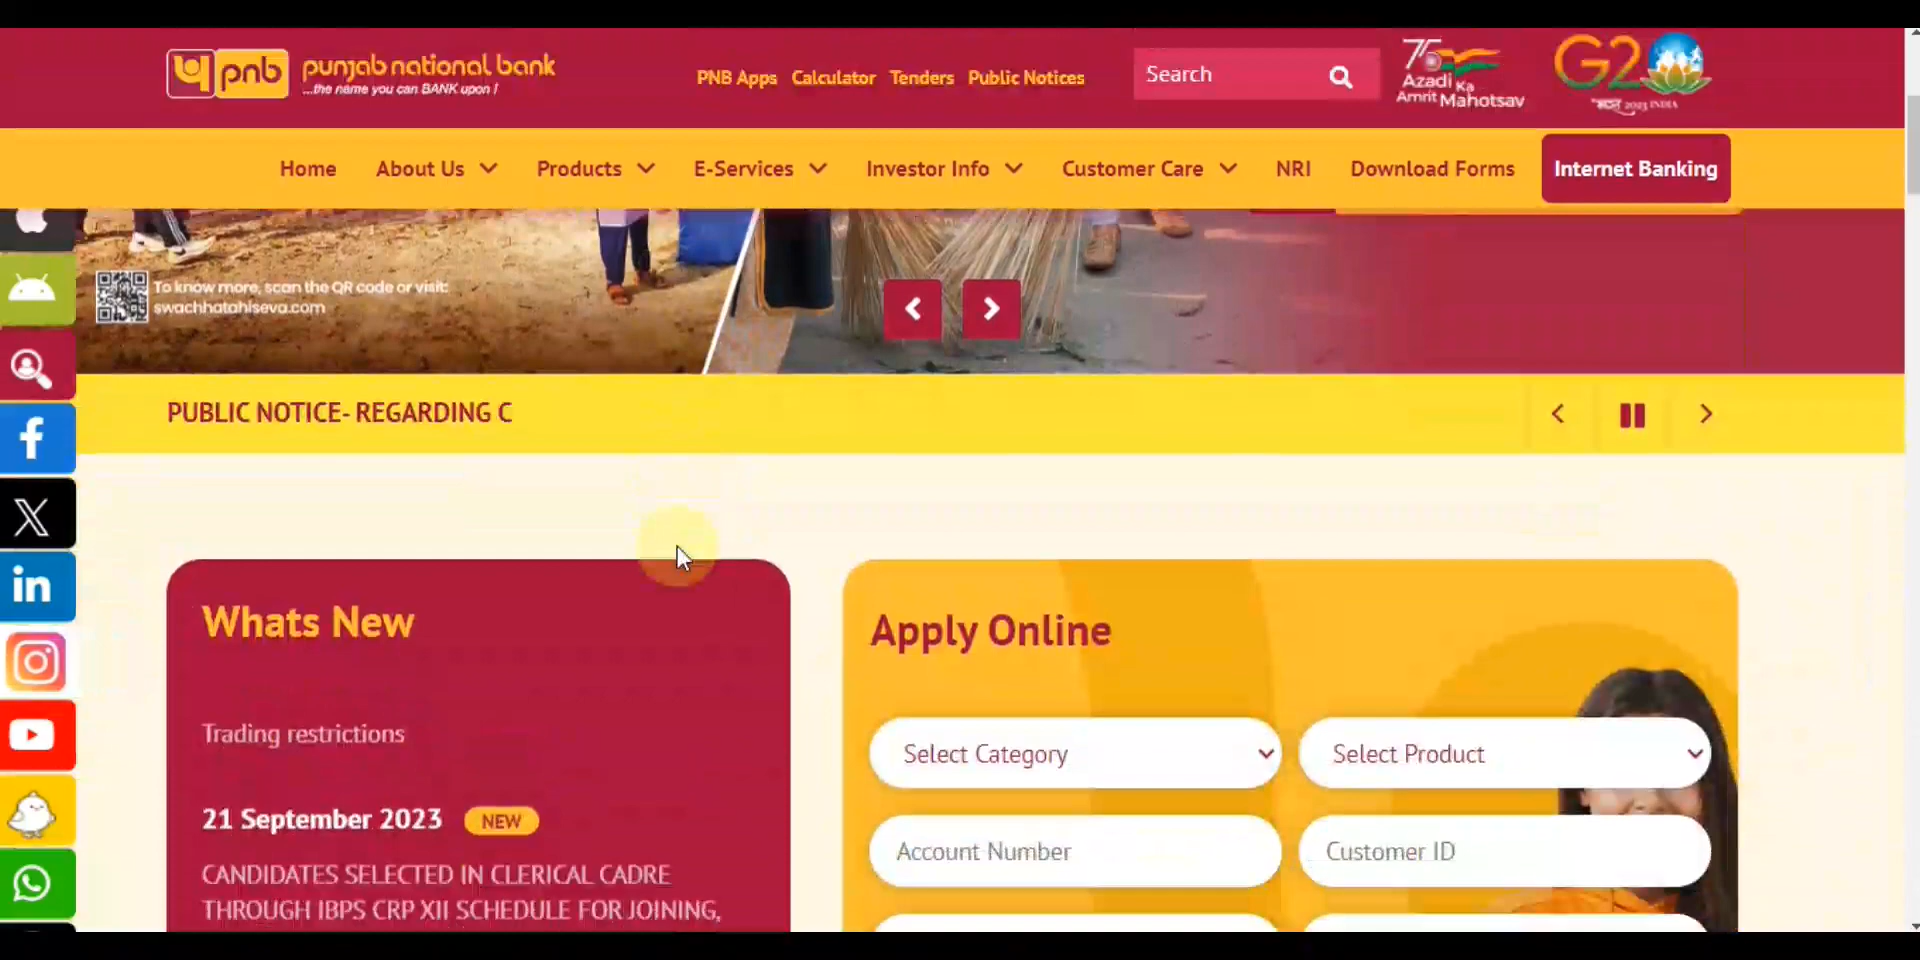 pnb punjab national bank
...the name you can BANK upon !
PNB Apps Calculator Tenders Public Notices
Search
75 Azadi Ka
Amrit Mahotsav
G20
2023 INDIA
Home About Us Products E-Services Investor Info Customer Care NRI Download Forms Internet Banking
To know more, scan the QR code or visit:
swachhatahiseva.com
PUBLIC NOTICE- REGARDING C
Whats New
Trading restrictions
21 September 2023 NEW
CANDIDATES SELECTED IN CLERICAL CADRE
THROUGH IBPS CRP XII SCHEDULE FOR JOINING,
Apply Online
Select Category Select Product
Account Number Customer ID